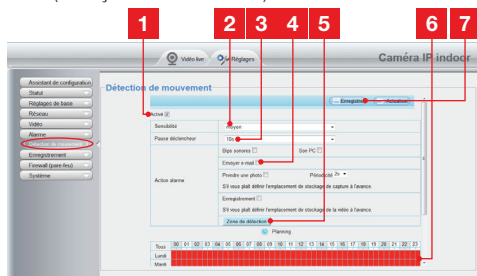 1 2 3 4 5 6 7
Vidéo live Réglages
Caméra IP indoor
Assistant de configuration
Statut
Réglages de base
Réseau
Vidéo
Alarme
Détection de mouvement
Enregistrement
Firewall (pare-feu)
Système
Détection de mouvement
Enregistrer Actualiser
Activé
Sensibilité moyen
Pause déclencheur 10s
Action alarme
Bips sonores Son PC
Envoyer e-mail
Prendre une photo Périodicité 2s
S'il vous plaît définir l'emplacement de stockage de capture à l'avance.
Enregistrement
S'il vous plaît définir l'emplacement de stockage de la vidéo à l'avance.
Zone de détection
Planning
Tous 00 01 02 03 04 05 06 07 08 09 10 11 12 13 14 15 16 17 18 19 20 21 22 23
Lundi
Mardi